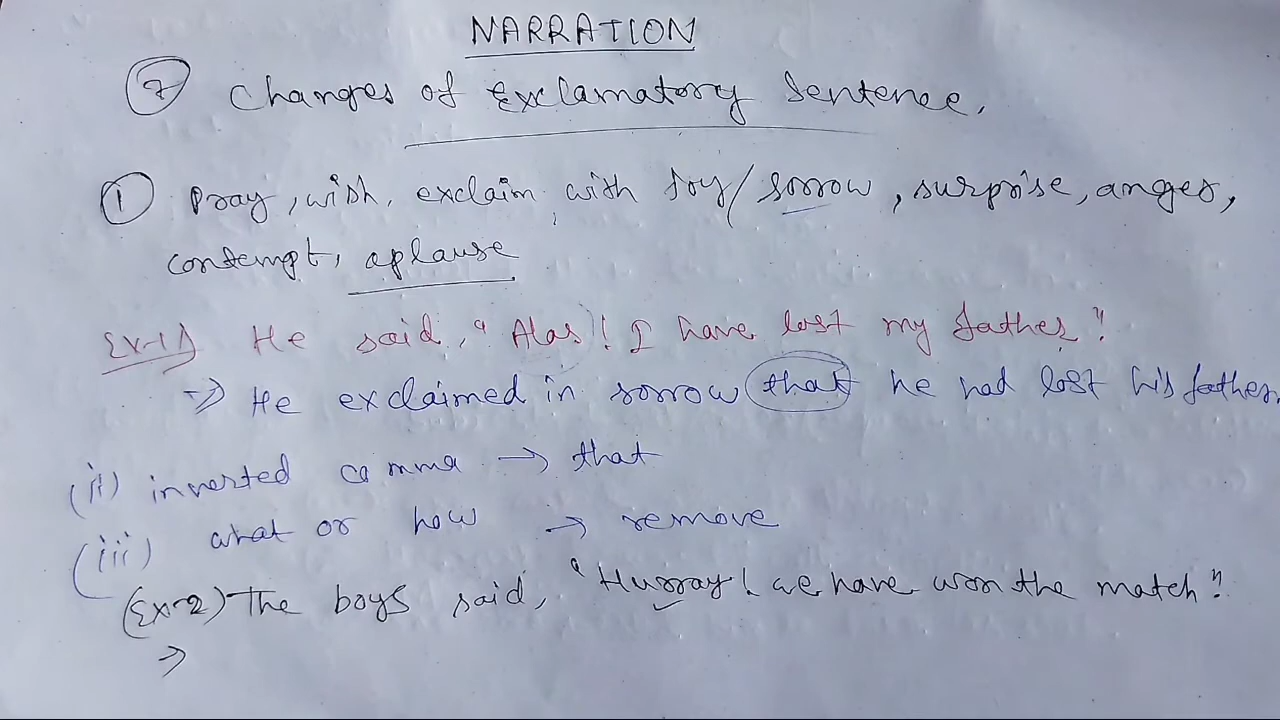 NARRATION
7 Changes of Exclamatory Sentence.
1 Pray, wish, exclaim, with Joy/sorrow, surprise, anger,
contempt, aplause
Ex-1) He said, "Alas! I have lost my father."
→ He exclaimed in sorrow that he had lost his father.
(ii) inverted comma → that
(iii) what or how → remove
(Ex-2) The boys said, "Hurray! we have won the match."
→